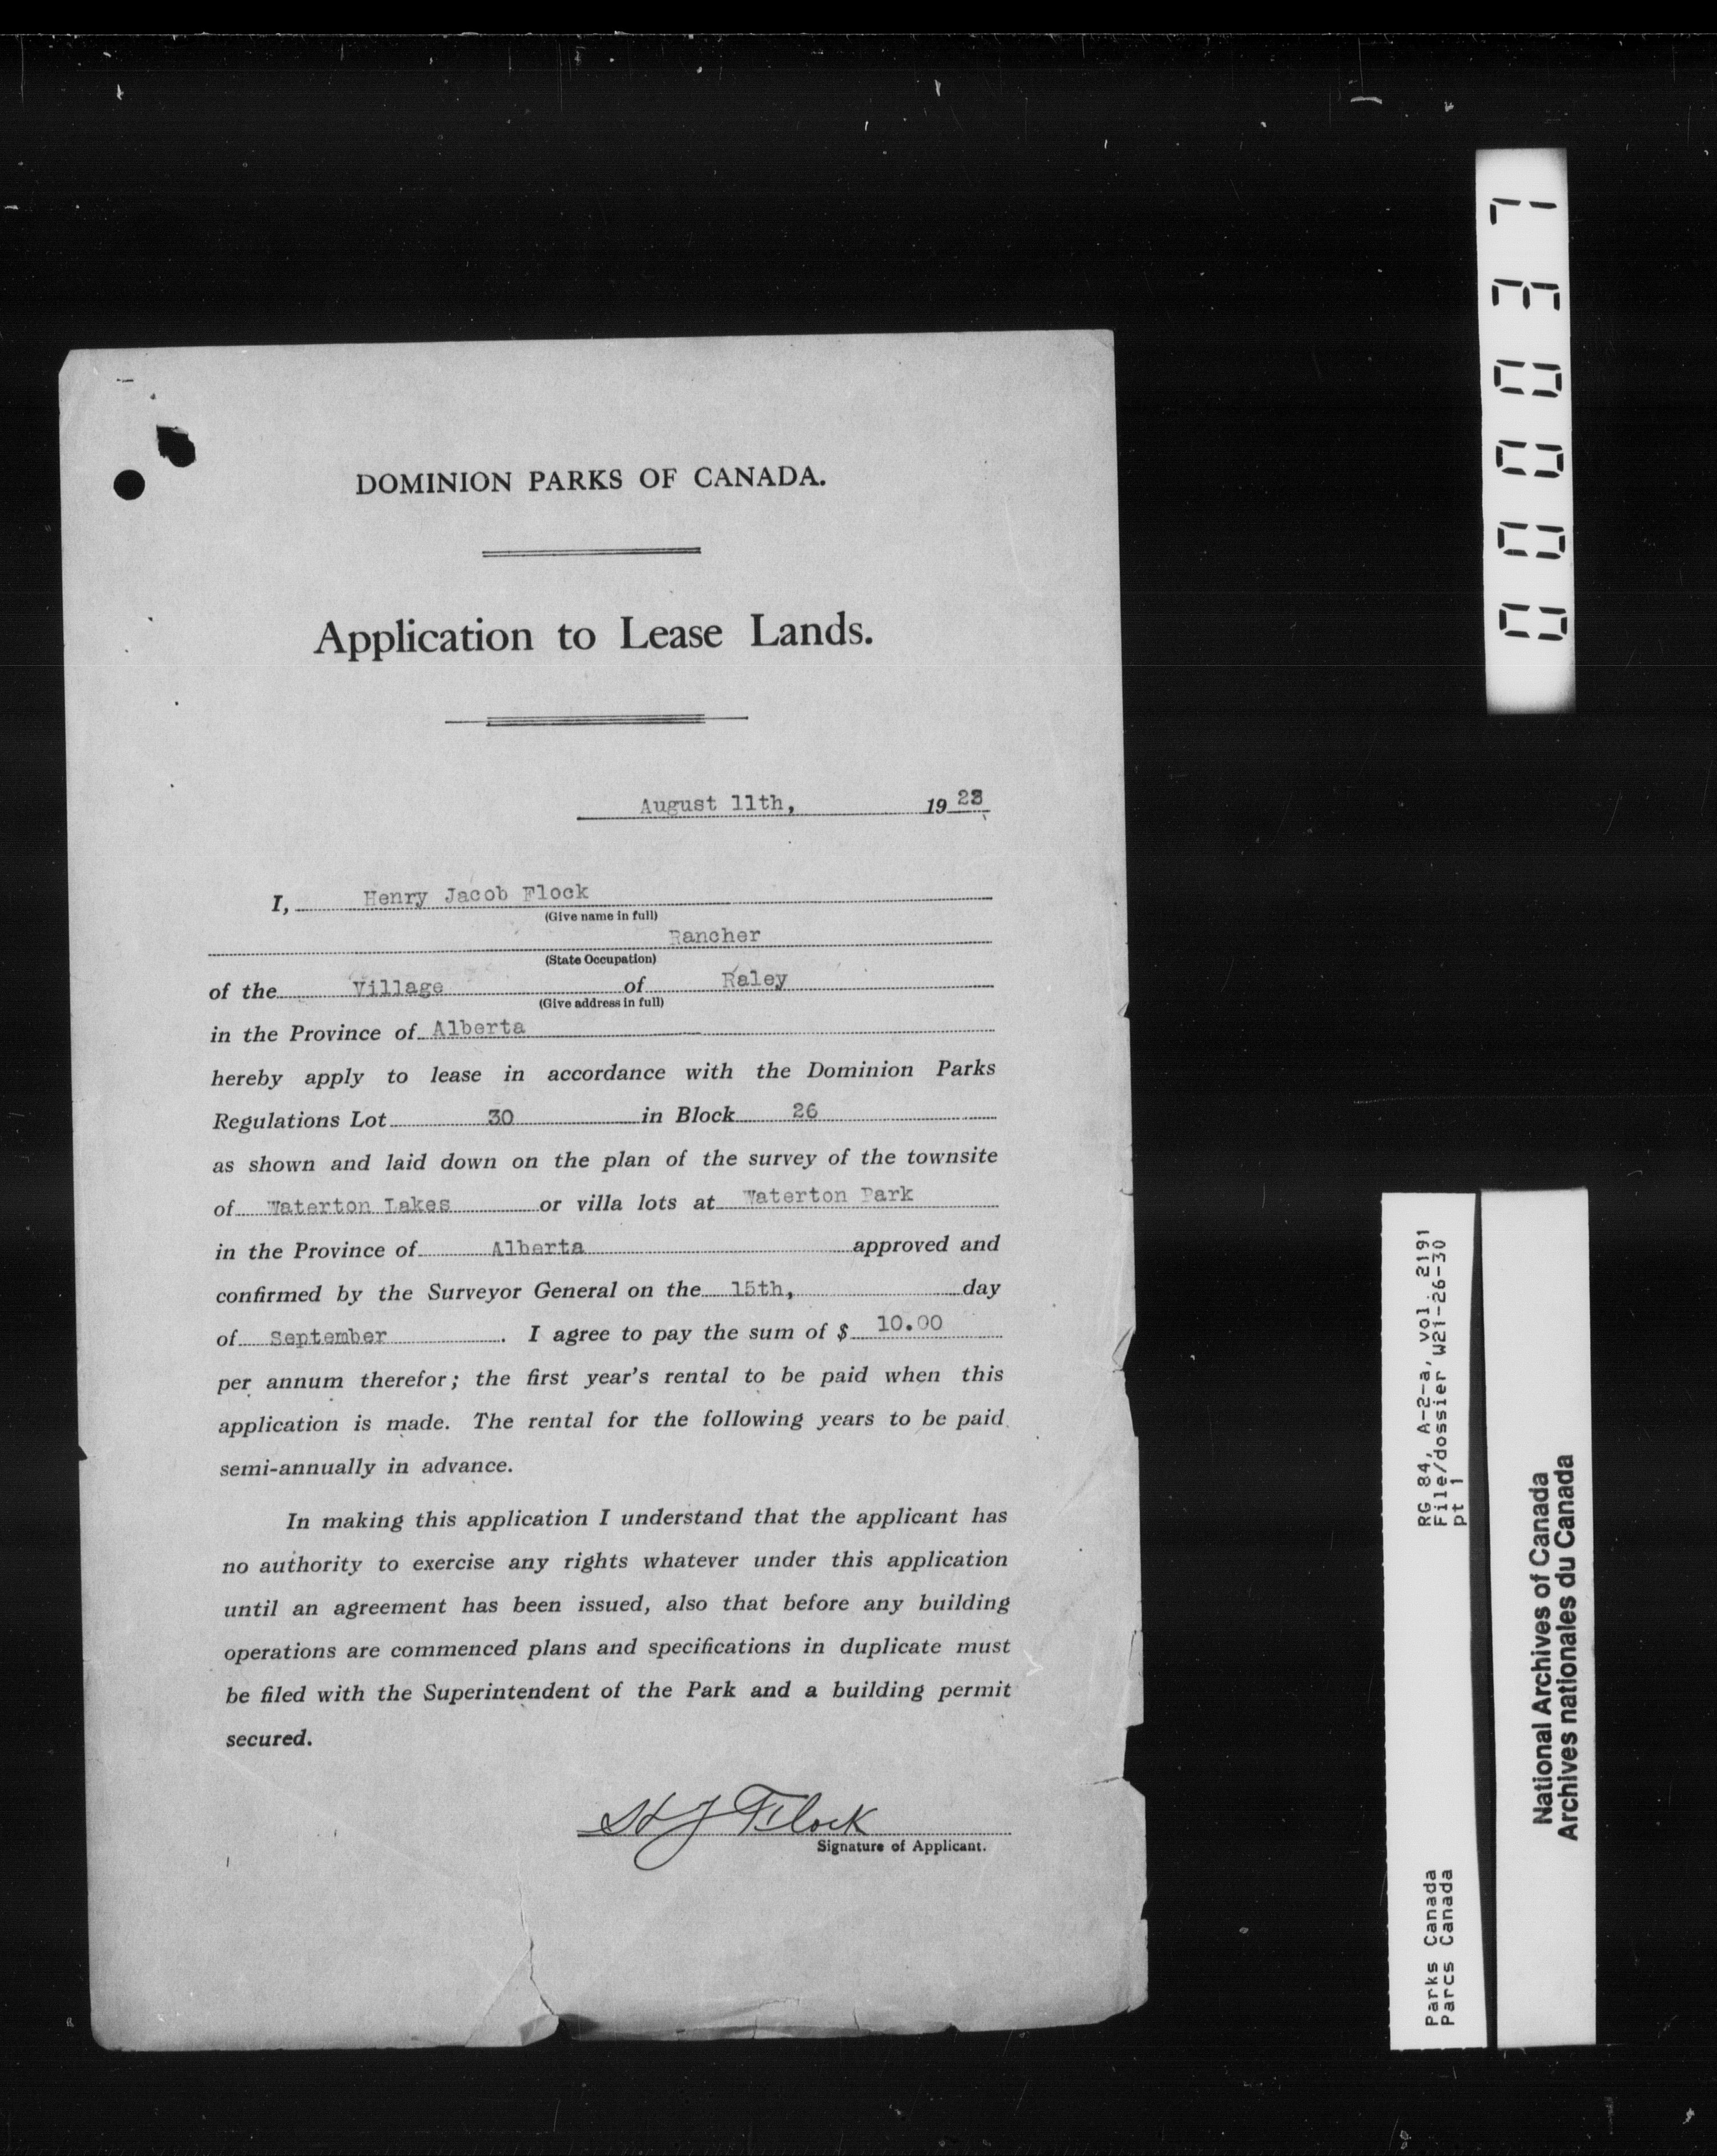 DOMINION PARKS OF CANADA.
Application to Lease Lands.
August 11th, 1923
I, Henry Jacob Flock
(Give name in full)
Rancher
(State Occupation)
of the Village of Raley
(Give address in full)
in the Province of Alberta
hereby apply to lease in accordance with the Dominion Parks
Regulations Lot 30 in Block 26
as shown and laid down on the plan of the survey of the townsite
of Waterton Lakes or villa lots at Waterton Park
in the Province of Alberta approved and
confirmed by the Surveyor General on the 15th, day
of September. I agree to pay the sum of $ 10.00
per annum therefor; the first year's rental to be paid when this
application is made. The rental for the following years to be paid
semi-annually in advance.
In making this application I understand that the applicant has
no authority to exercise any rights whatever under this application
until an agreement has been issued, also that before any building
operations are commenced plans and specifications in duplicate must
be filed with the Superintendent of the Park and a building permit
secured.
H J Flock
Signature of Applicant.
000037
RG 84, A-2-a, vol. 2191
File/dossier W21-26-30
pt 1
Parks Canada
Parcs Canada
National Archives of Canada
Archives nationales du Canada